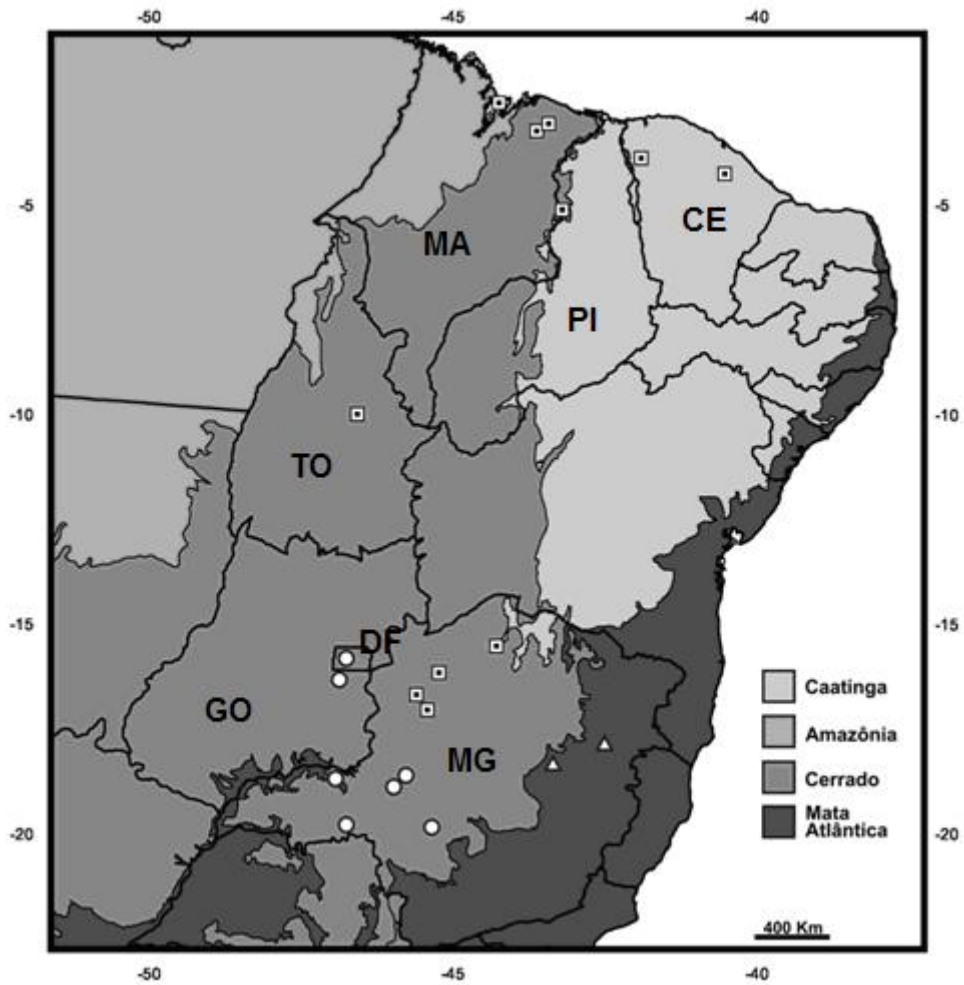 -50 -45 -40
-5 -5
MA
CE
PI
-10 -10
TO
-15 -15
DF
GO
MG
Caatinga
Amazônia
Cerrado
Mata
Atlântica
-20 -20
400 Km
-50 -45 -40